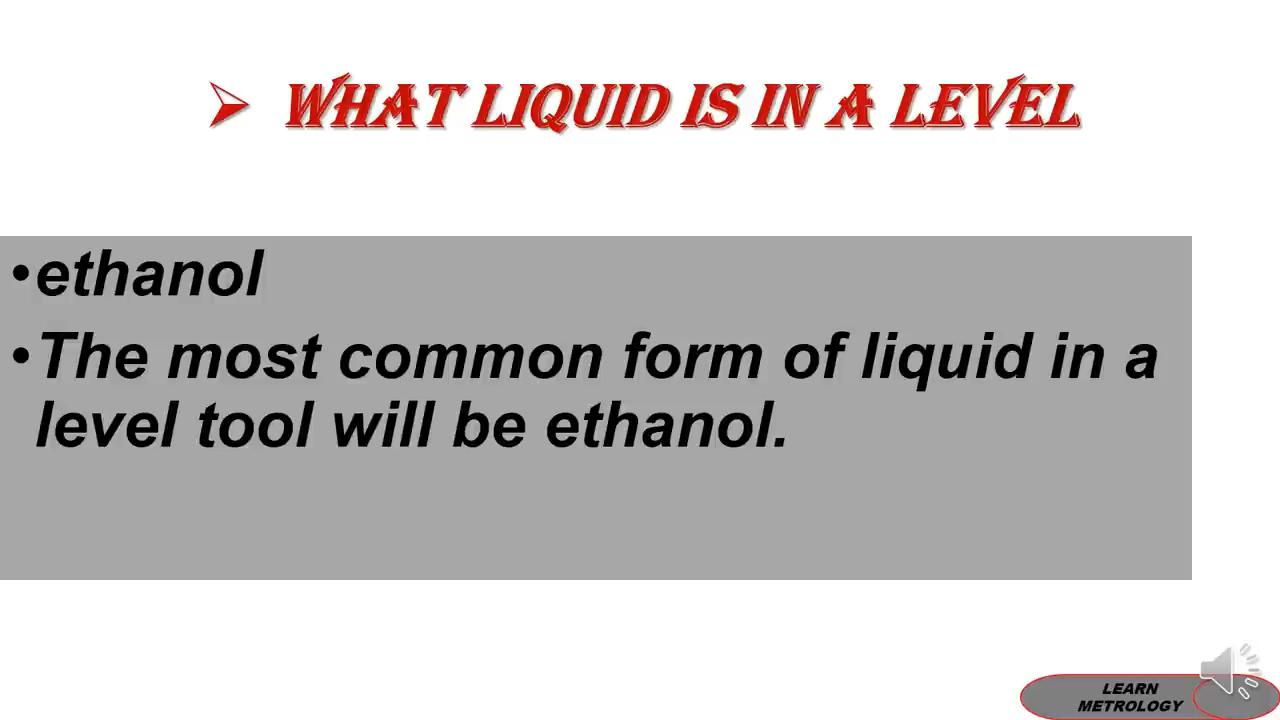 ➢ WHAT LIQUID IS IN A LEVEL
•ethanol
•The most common form of liquid in a
level tool will be ethanol.
LEARN
METROLOGY